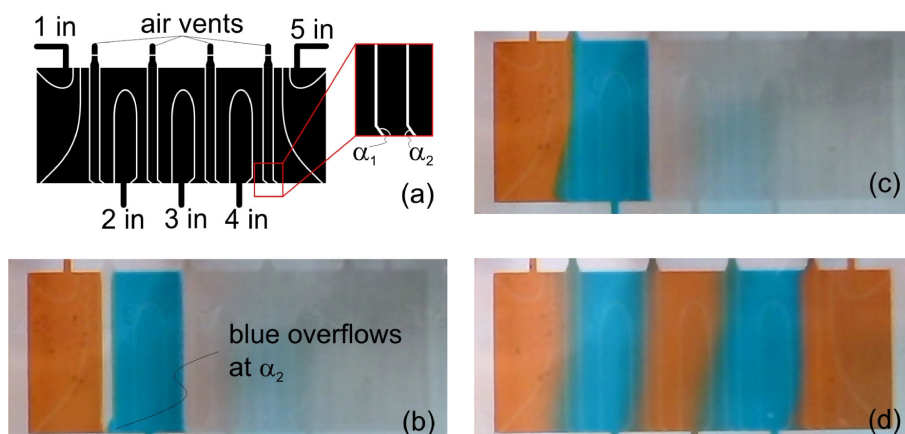 1 in
air vents
5 in
α1
α2
(a)
2 in
3 in
4 in
(c)
blue overflows
at α2
(b)
(d)